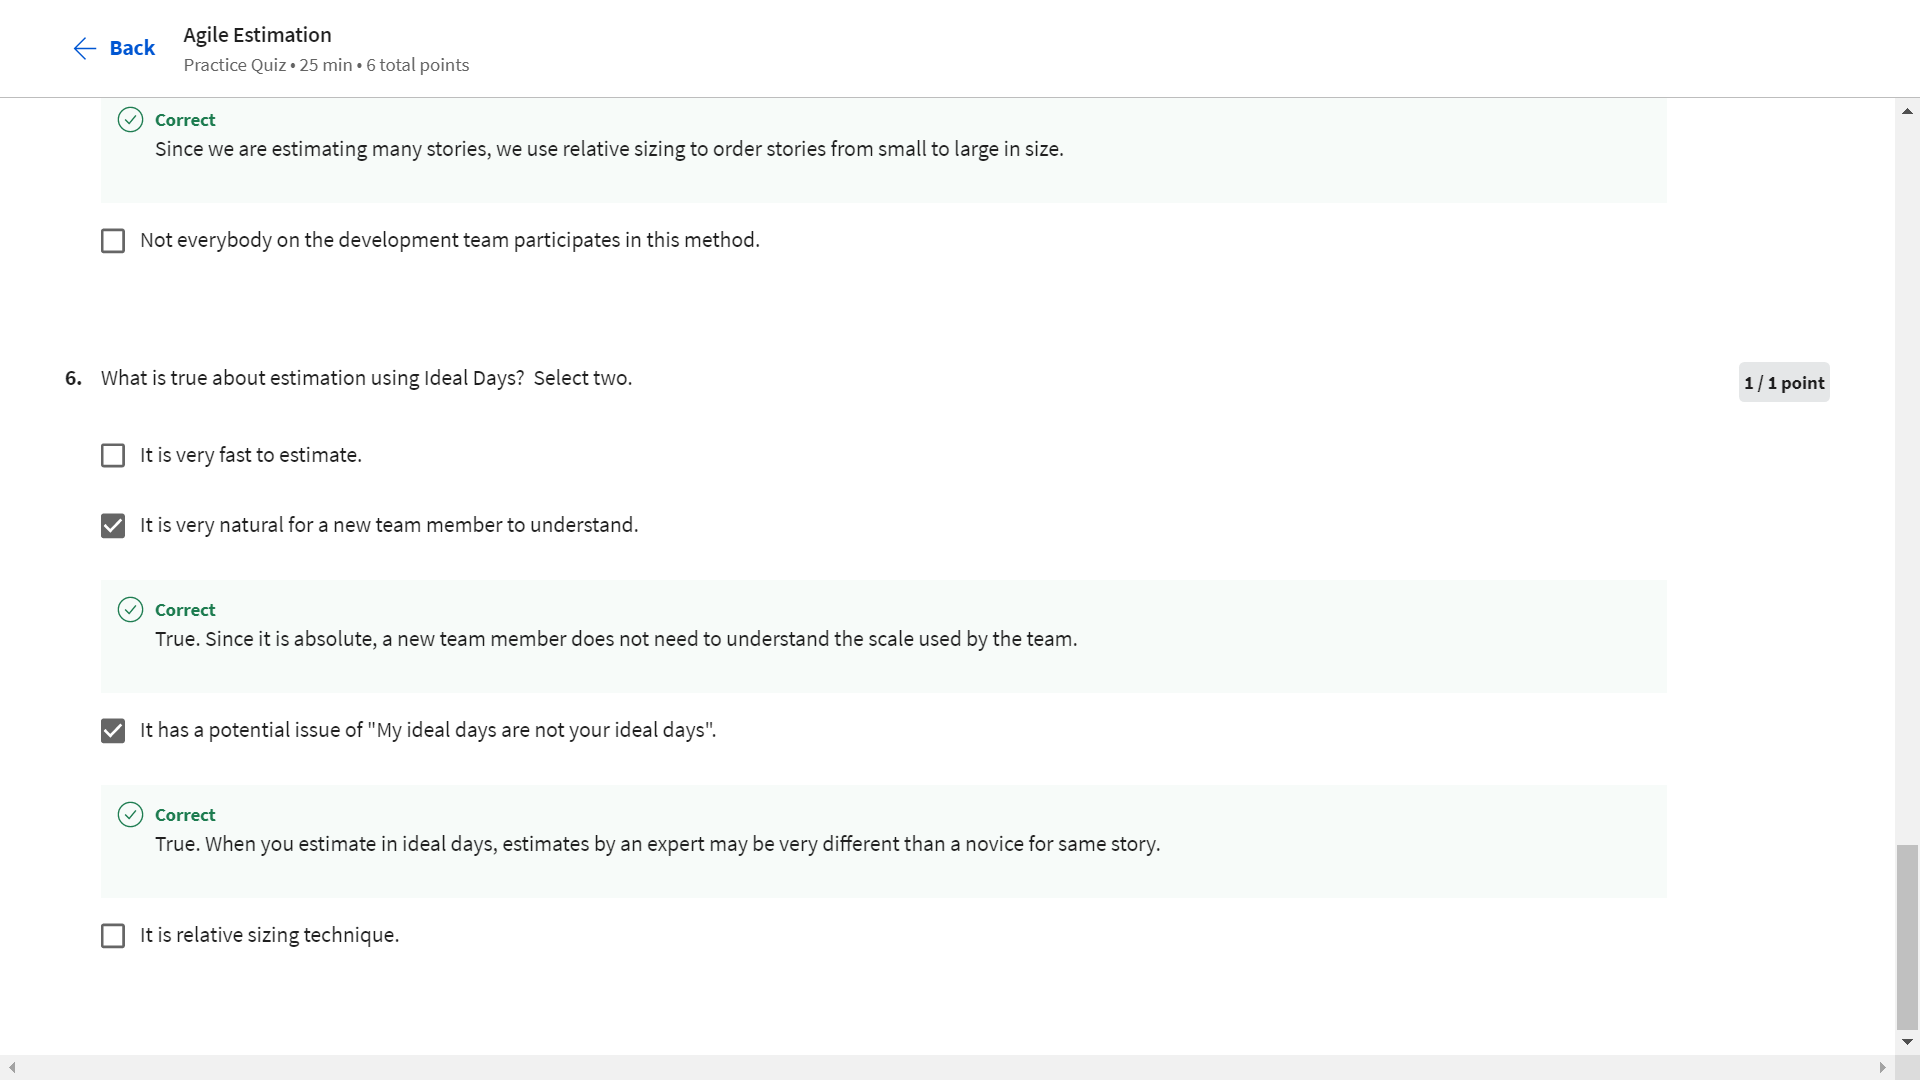 Back
Agile Estimation
Practice Quiz • 25 min • 6 total points
Correct
Since we are estimating many stories, we use relative sizing to order stories from small to large in size.
Not everybody on the development team participates in this method.
6. What is true about estimation using Ideal Days?  Select two.
1 / 1 point
It is very fast to estimate.
It is very natural for a new team member to understand.
Correct
True. Since it is absolute, a new team member does not need to understand the scale used by the team.
It has a potential issue of "My ideal days are not your ideal days".
Correct
True. When you estimate in ideal days, estimates by an expert may be very different than a novice for same story.
It is relative sizing technique.